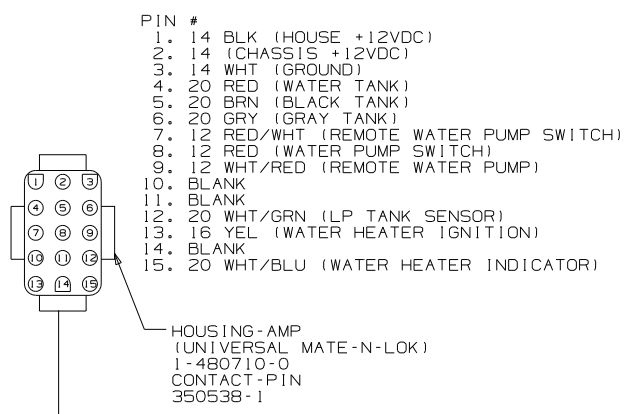 PIN #
1. 14 BLK (HOUSE +12VDC)
2. 14 (CHASSIS +12VDC)
3. 14 WHT (GROUND)
4. 20 RED (WATER TANK)
5. 20 BRN (BLACK TANK)
6. 20 GRY (GRAY TANK)
7. 12 RED/WHT (REMOTE WATER PUMP SWITCH)
8. 12 RED (WATER PUMP SWITCH)
9. 12 WHT/RED (REMOTE WATER PUMP)
10. BLANK
11. BLANK
12. 20 WHT/GRN (LP TANK SENSOR)
13. 16 YEL (WATER HEATER IGNITION)
14. BLANK
15. 20 WHT/BLU (WATER HEATER INDICATOR)
1 2 3
4 5 6
7 8 9
10 11 12
13 14 15
HOUSING-AMP
(UNIVERSAL MATE-N-LOK)
1-480710-0
CONTACT-PIN
350538-1